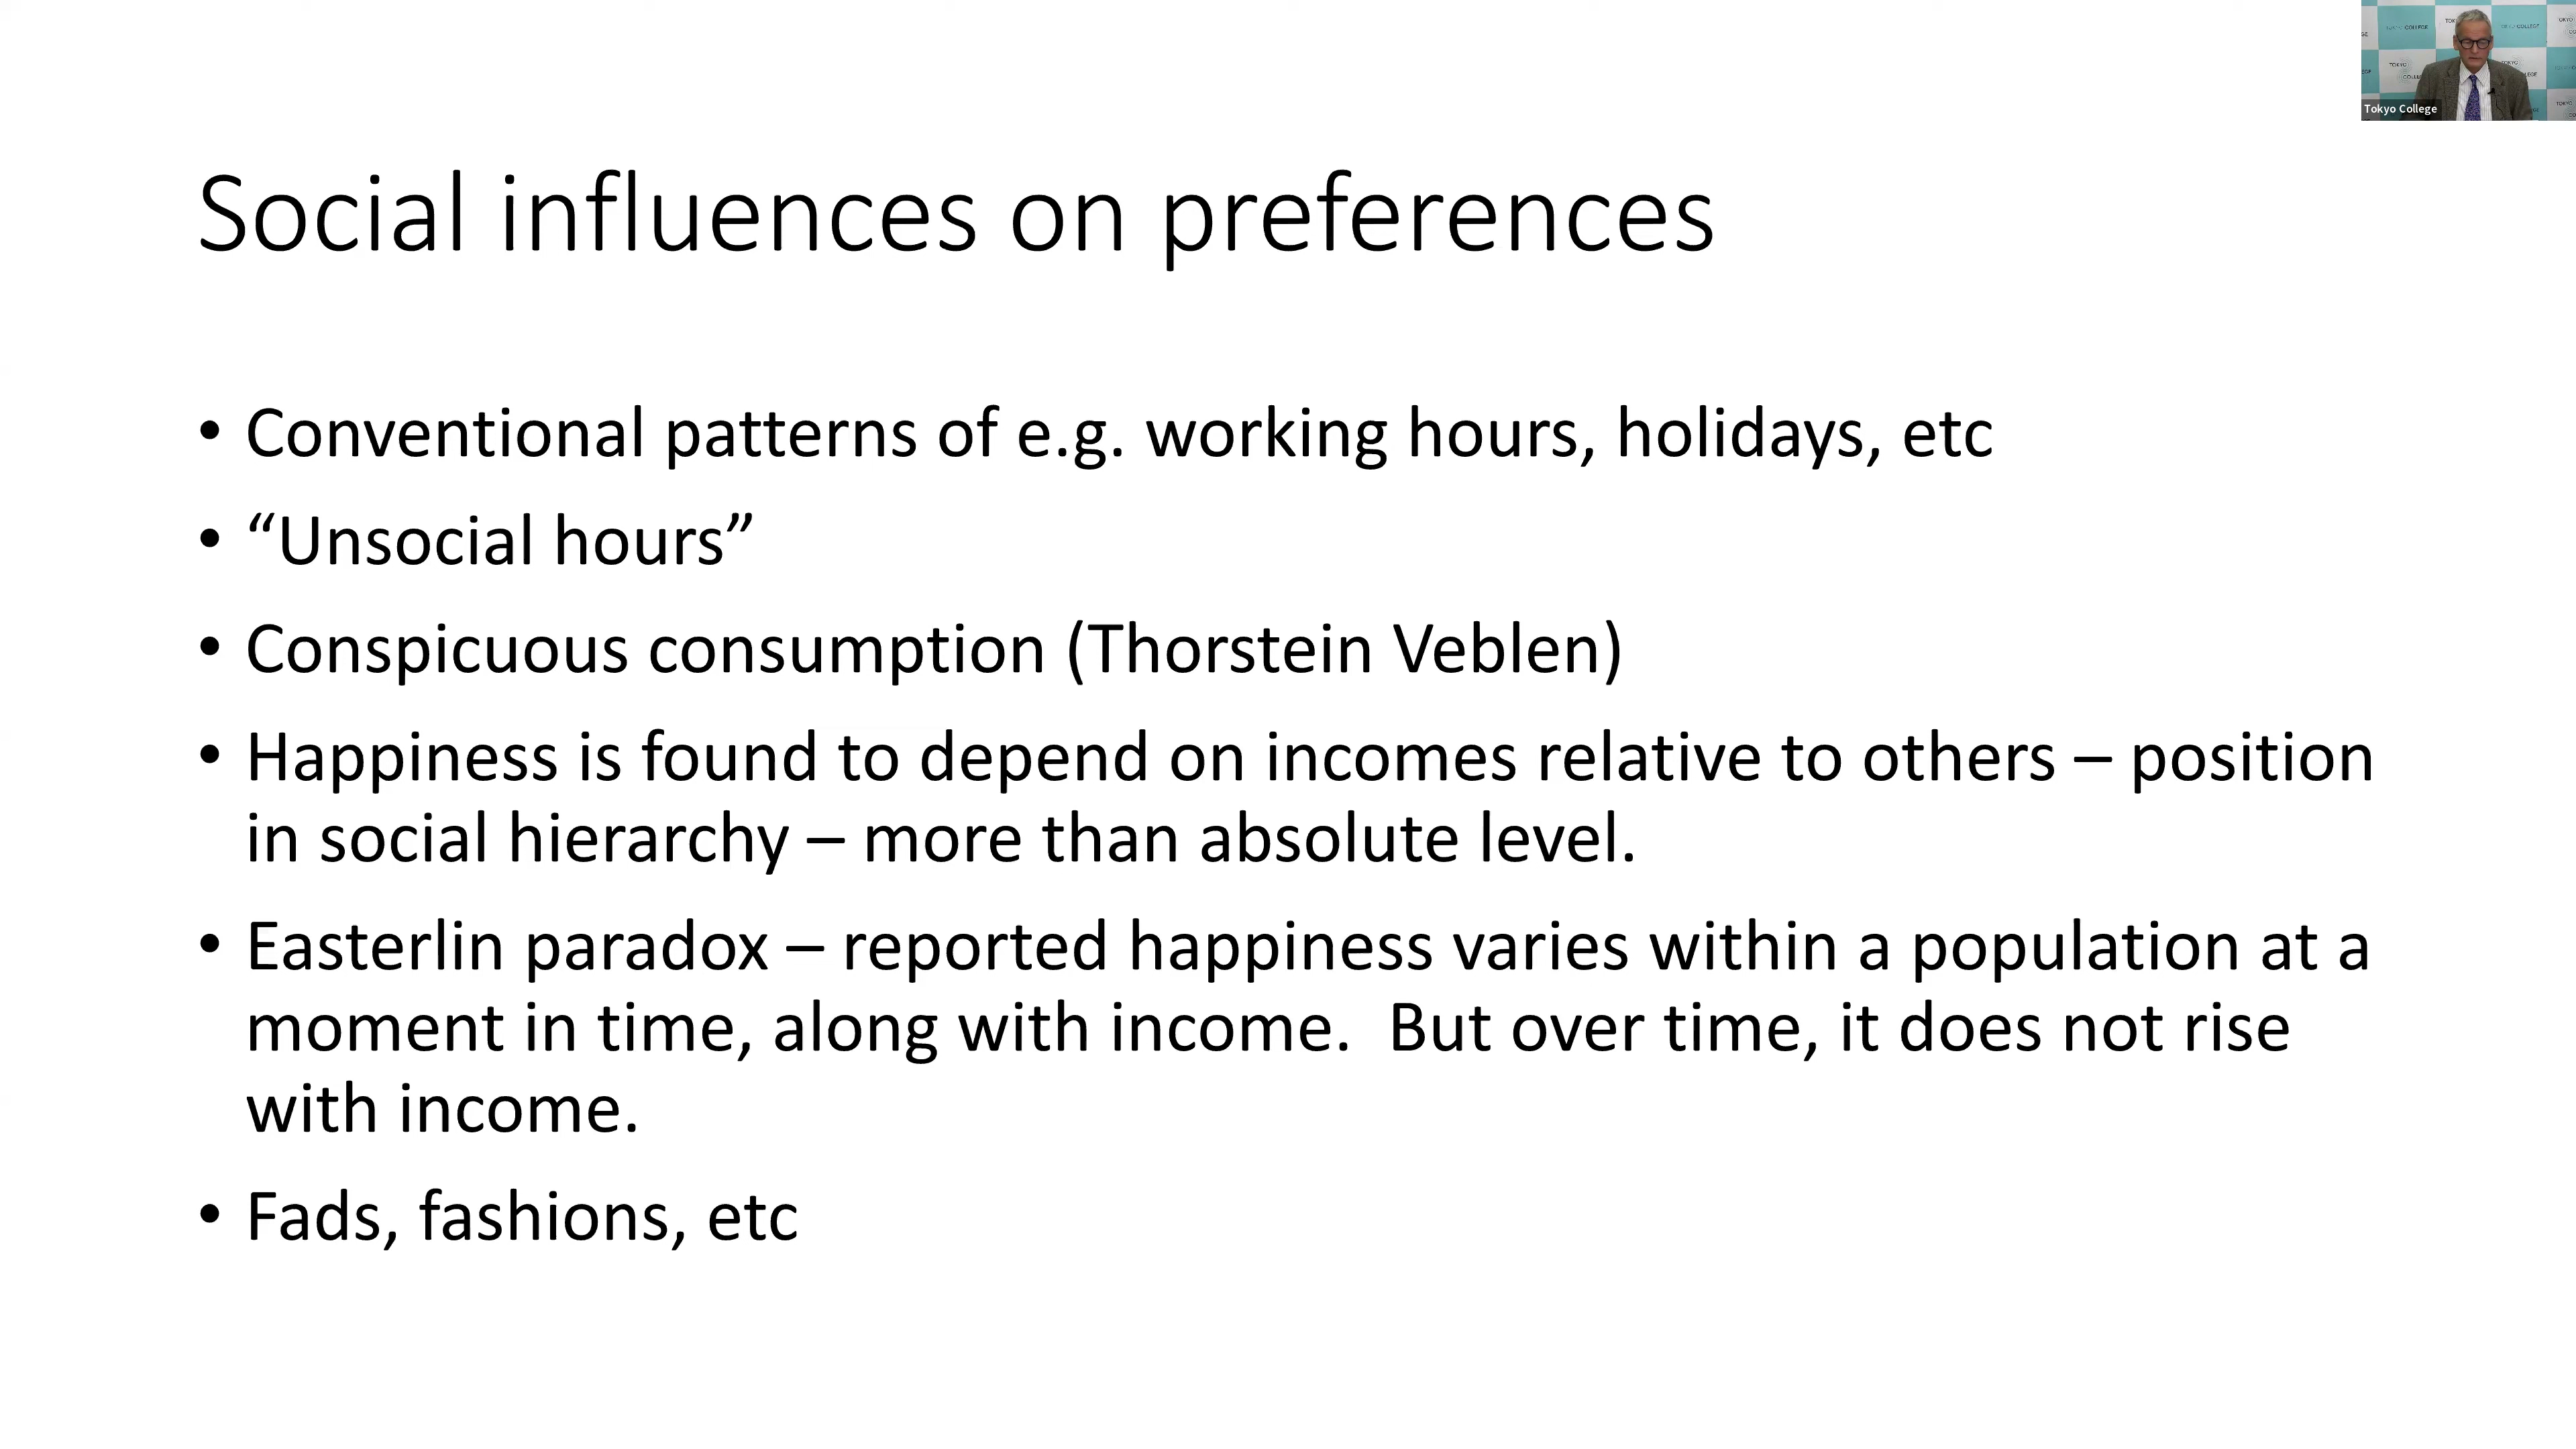 Tokyo College
Social influences on preferences
• Conventional patterns of e.g. working hours, holidays, etc
• “Unsocial hours”
• Conspicuous consumption (Thorstein Veblen)
• Happiness is found to depend on incomes relative to others – position
in social hierarchy – more than absolute level.
• Easterlin paradox – reported happiness varies within a population at a
moment in time, along with income.  But over time, it does not rise
with income.
• Fads, fashions, etc